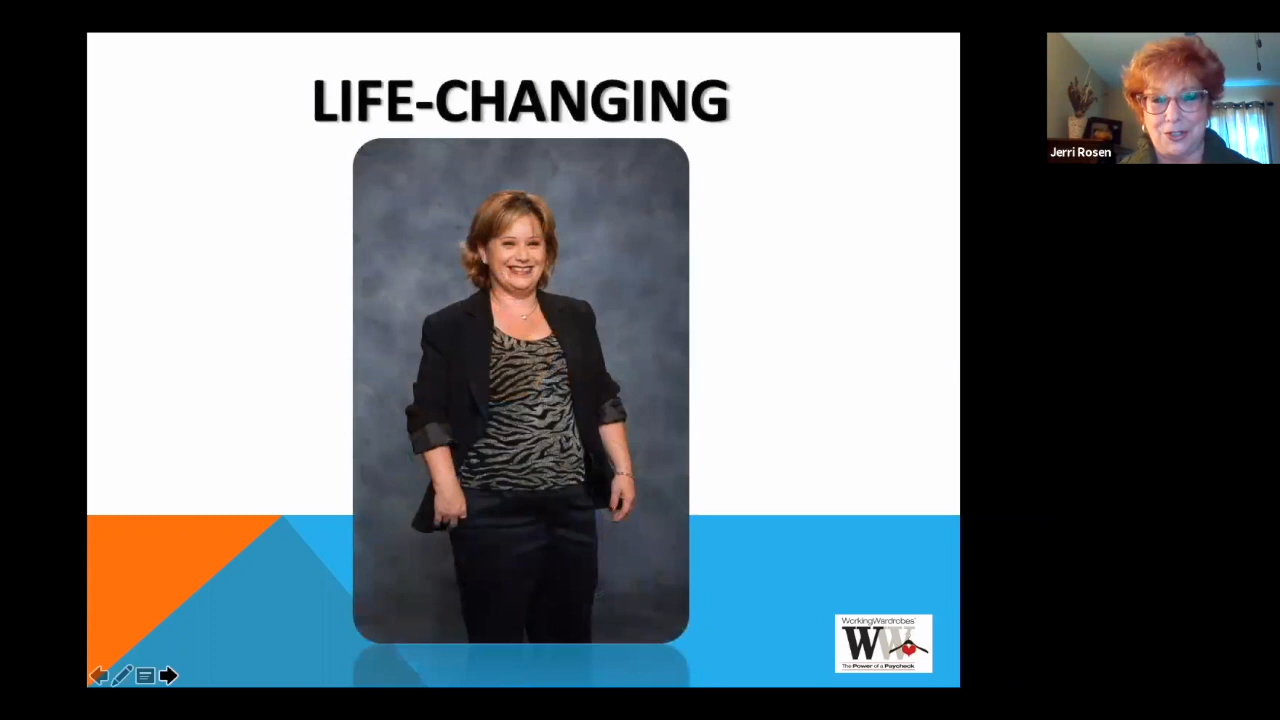 LIFE-CHANGING
Jerri Rosen
WorkingWardrobes
WW
The Power of a Paycheck